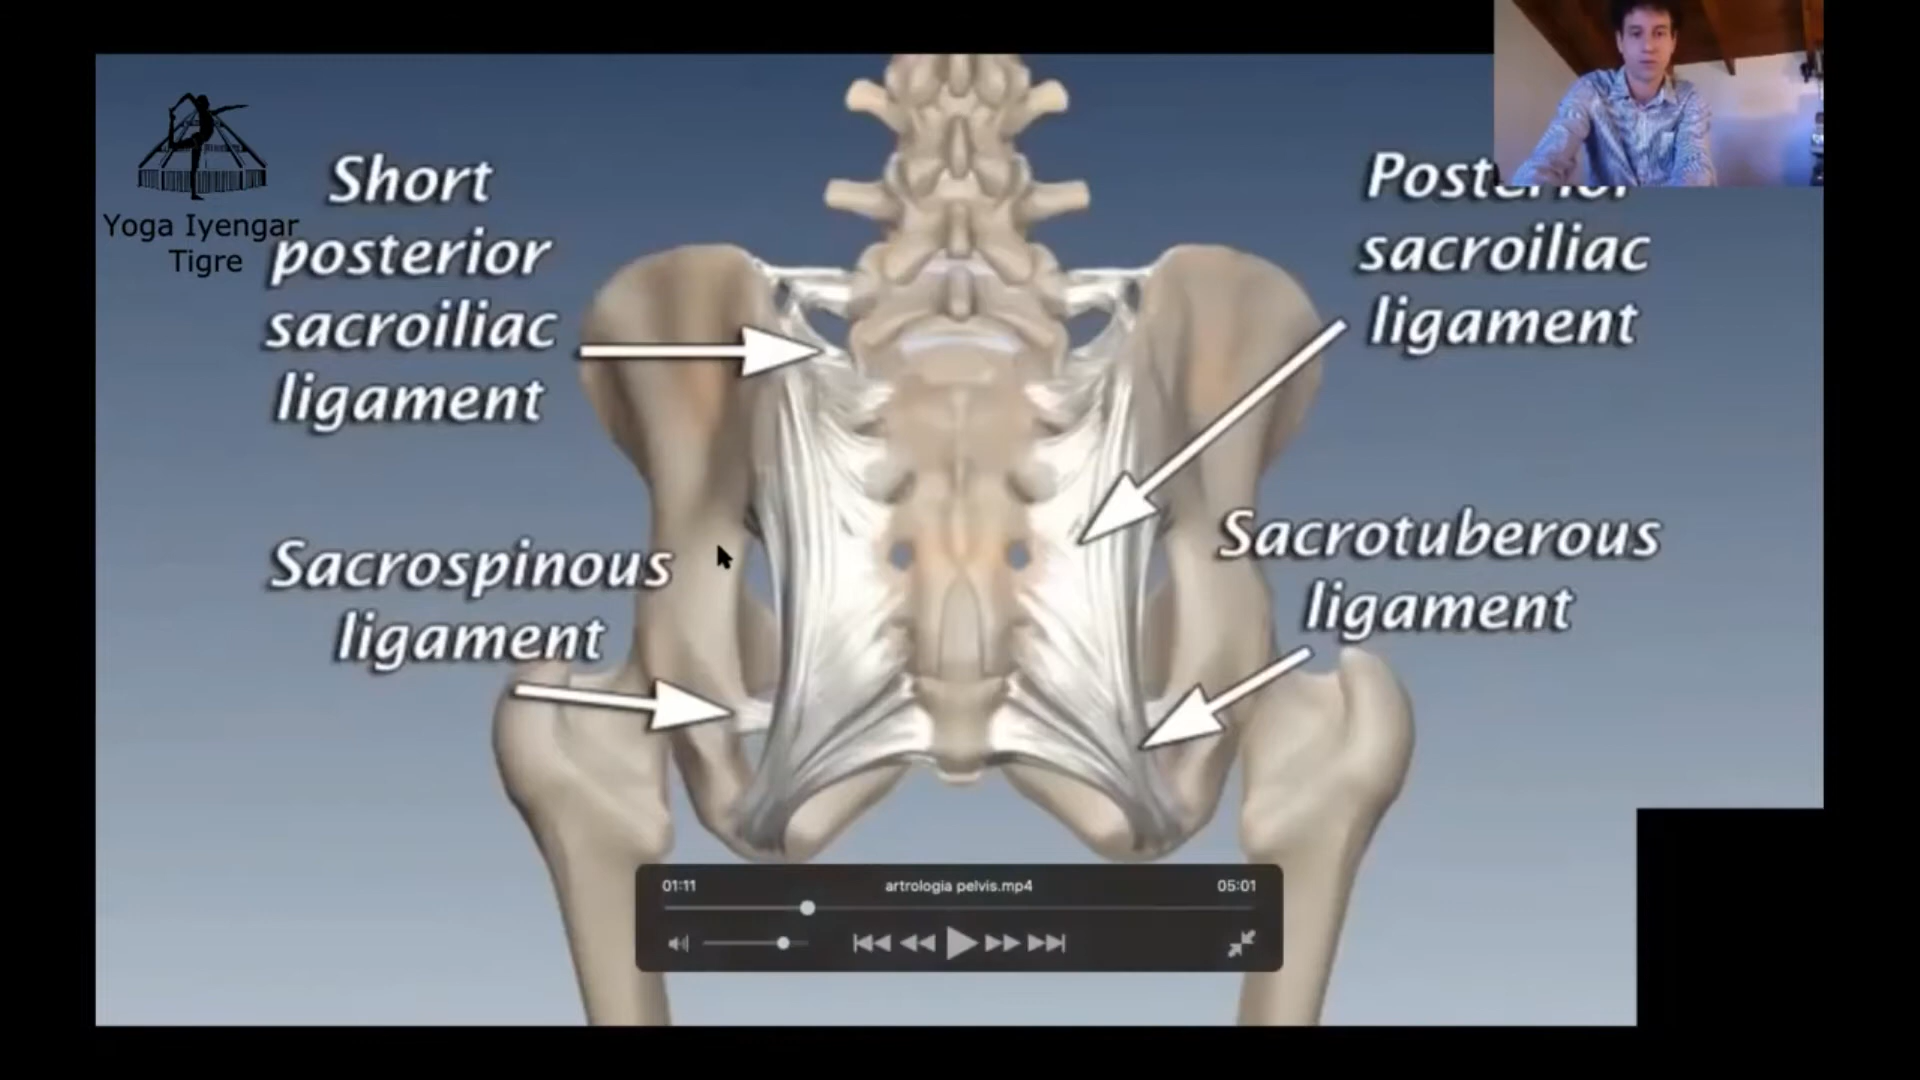 Yoga Iyengar
Tigre
Short
posterior
sacroiliac
ligament
Posterior
sacroiliac
ligament
Sacrospinous
ligament
Sacrotuberous
ligament
01:11
artrologia pelvis.mp4
05:01